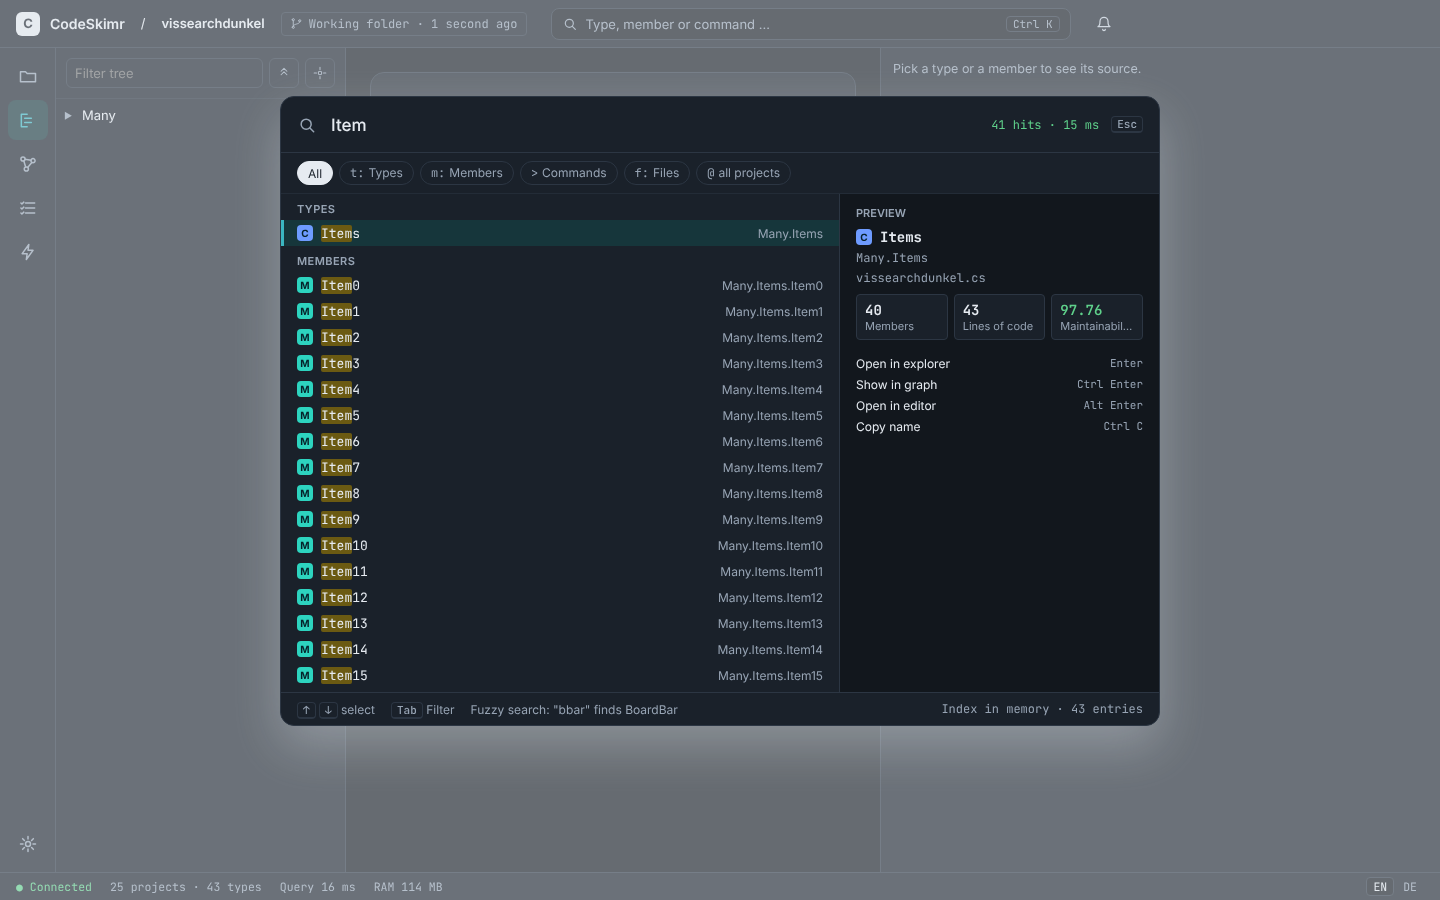 C CodeSkimr / vissearchdunkel Working folder · 1 second ago Type, member or command ... Ctrl K
Filter tree
Pick a type or a member to see its source.
Many
Item 41 hits · 15 ms Esc
All t: Types m: Members > Commands f: Files @ all projects
TYPES
C Items Many.Items
MEMBERS
M Item0 Many.Items.Item0
M Item1 Many.Items.Item1
M Item2 Many.Items.Item2
M Item3 Many.Items.Item3
M Item4 Many.Items.Item4
M Item5 Many.Items.Item5
M Item6 Many.Items.Item6
M Item7 Many.Items.Item7
M Item8 Many.Items.Item8
M Item9 Many.Items.Item9
M Item10 Many.Items.Item10
M Item11 Many.Items.Item11
M Item12 Many.Items.Item12
M Item13 Many.Items.Item13
M Item14 Many.Items.Item14
M Item15 Many.Items.Item15
PREVIEW
C Items
Many.Items
vissearchdunkel.cs
40 43 97.76
Members Lines of code Maintainabil...
Open in explorer Enter
Show in graph Ctrl Enter
Open in editor Alt Enter
Copy name Ctrl C
↑ ↓ select Tab Filter Fuzzy search: "bbar" finds BoardBar Index in memory · 43 entries
● Connected 25 projects · 43 types Query 16 ms RAM 114 MB EN DE